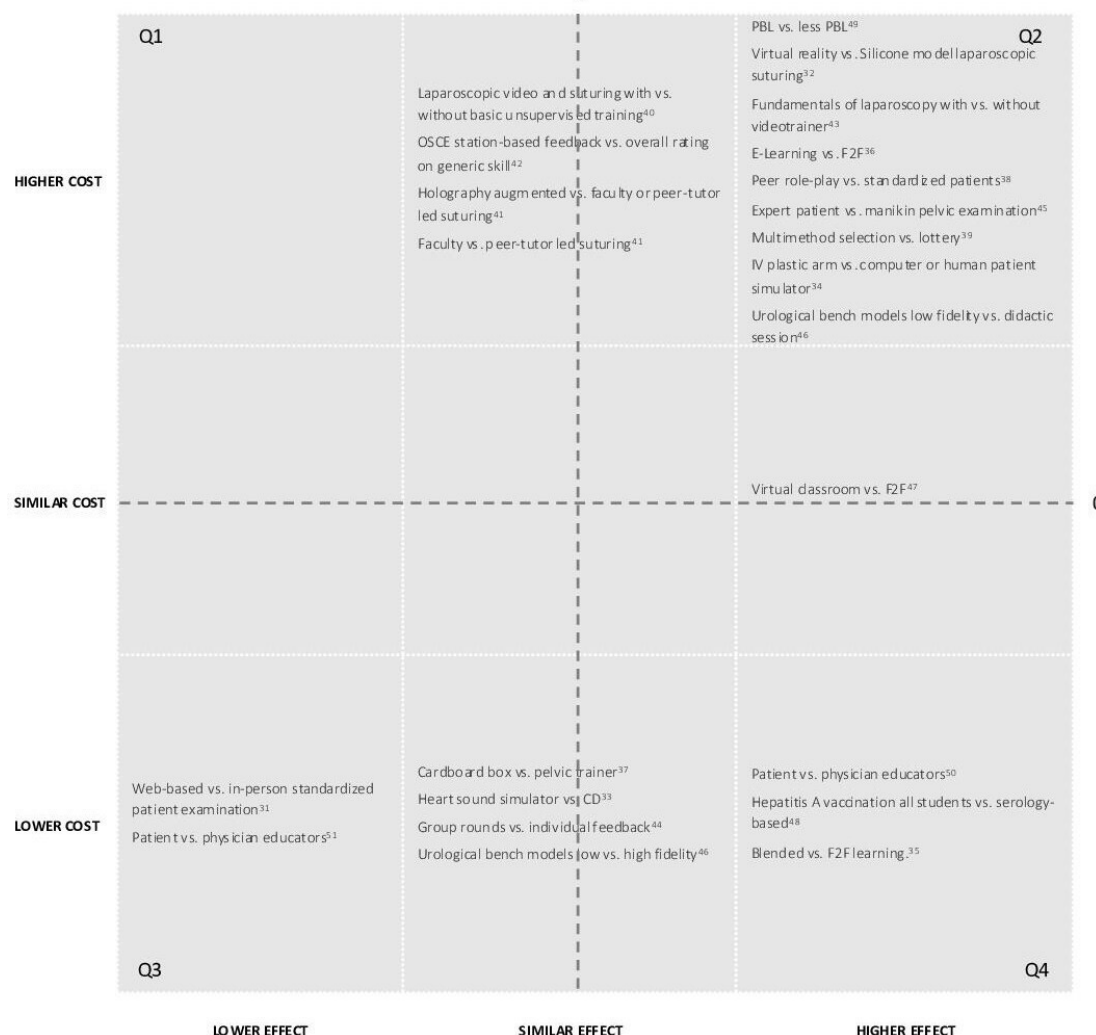 Q1
Q2
PBL vs. less PBL⁴⁹
Virtual reality vs. Silicone model laparoscopic
suturing³²
Fundamentals of laparoscopy with vs. without
videotrainer⁴³
E-Learning vs. F2F³⁶
Peer role-play vs. standardized patients³⁸
Expert patient vs. manikin pelvic examination⁴⁵
Multimethod selection vs. lottery³⁹
IV plastic arm vs. computer or human patient
simulator³⁴
Urological bench models low fidelity vs. didactic
session⁴⁶
Laparoscopic video and suturing with vs.
without basic unsupervised training⁴⁰
OSCE station-based feedback vs. overall rating
on generic skill⁴²
Holography augmented vs. faculty or peer-tutor
led suturing⁴¹
Faculty vs. peer-tutor led suturing⁴¹
HIGHER COST
SIMILAR COST
Virtual classroom vs. F2F⁴⁷
LOWER COST
Web-based vs. in-person standardized
patient examination³¹
Patient vs. physician educators⁵¹
Cardboard box vs. pelvic trainer³⁷
Heart sound simulator vs. CD³³
Group rounds vs. individual feedback⁴⁴
Urological bench models low vs. high fidelity⁴⁶
Patient vs. physician educators⁵⁰
Hepatitis A vaccination all students vs. serology-
based⁴⁸
Blended vs. F2F learning.³⁵
Q3
Q4
LOWER EFFECT
SIMILAR EFFECT
HIGHER EFFECT